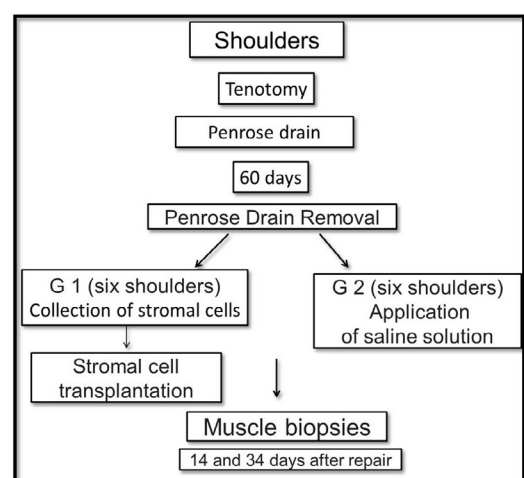 Shoulders
Tenotomy
Penrose drain
60 days
Penrose Drain Removal
G 1 (six shoulders)
Collection of stromal cells
G 2 (six shoulders)
Application
of saline solution
Stromal cell
transplantation
Muscle biopsies
14 and 34 days after repair